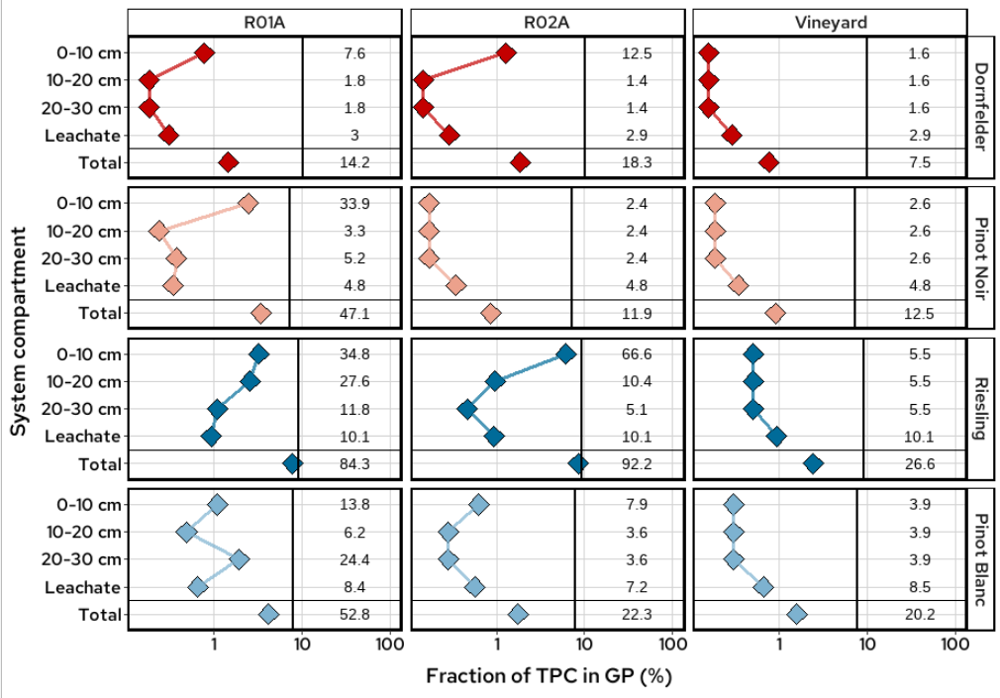 R01A R02A Vineyard
0-10 cm 7.6 12.5 1.6
10-20 cm 1.8 1.4 1.6
20-30 cm 1.8 1.4 1.6
Leachate 3 2.9 2.9
Total 14.2 18.3 7.5
Dornfelder
0-10 cm 33.9 2.4 2.6
10-20 cm 3.3 2.4 2.6
20-30 cm 5.2 2.4 2.6
Leachate 4.8 4.8 4.8
Total 47.1 11.9 12.5
Pinot Noir
System compartment
0-10 cm 34.8 66.6 5.5
10-20 cm 27.6 10.4 5.5
20-30 cm 11.8 5.1 5.5
Leachate 10.1 10.1 10.1
Total 84.3 92.2 26.6
Riesling
0-10 cm 13.8 7.9 3.9
10-20 cm 6.2 3.6 3.9
20-30 cm 24.4 3.6 3.9
Leachate 8.4 7.2 8.5
Total 52.8 22.3 20.2
Pinot Blanc
1 10 100 1 10 100 1 10 100
Fraction of TPC in GP (%)